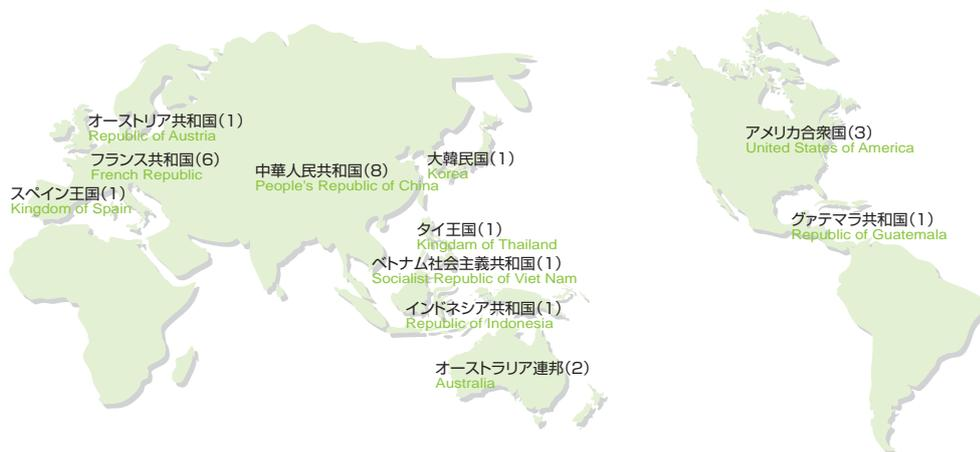 オーストリア共和国(1)
Republic of Austria
フランス共和国(6)
French Republic
スペイン王国(1)
Kingdom of Spain
中華人民共和国(8)
People's Republic of China
大韓民国(1)
Korea
タイ王国(1)
Kingdam of Thailand
ベトナム社会主義共和国(1)
Socialist Republic of Viet Nam
インドネシア共和国(1)
Republic of Indonesia
オーストラリア連邦(2)
Australia
アメリカ合衆国(3)
United States of America
グァテマラ共和国(1)
Republic of Guatemala